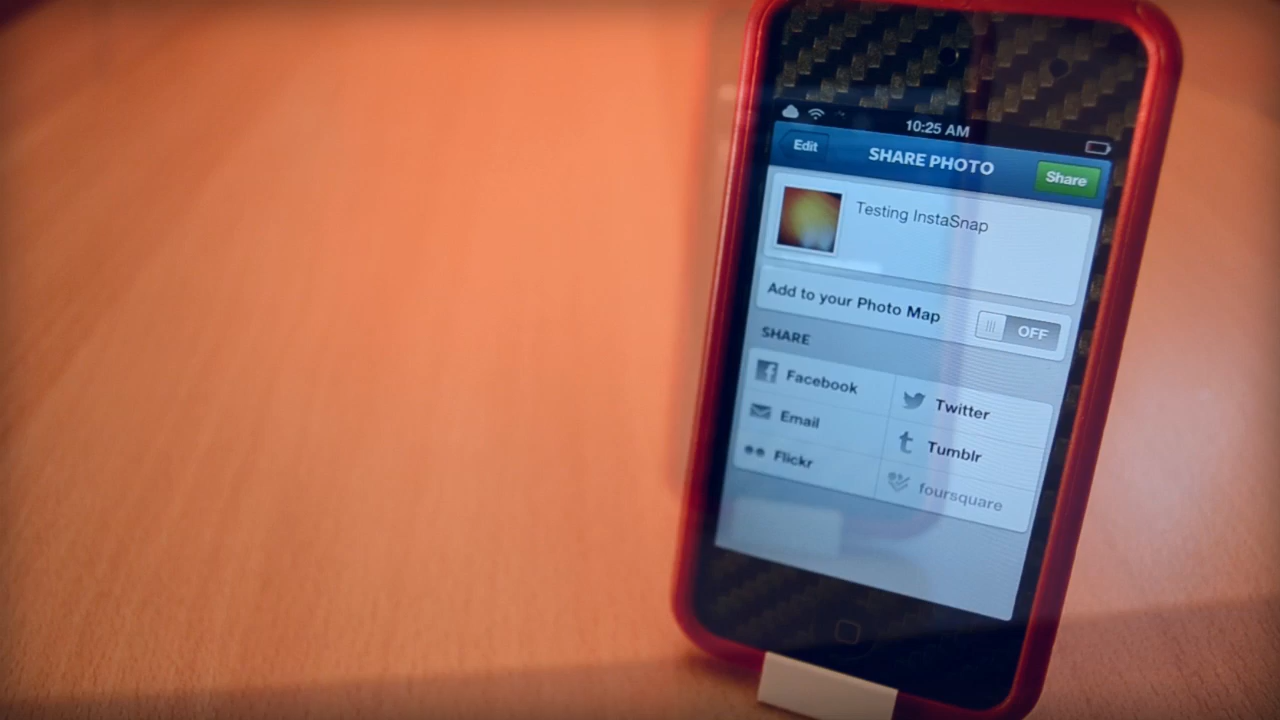 10:25 AM
Edit SHARE PHOTO Share
Testing InstaSnap
Add to your Photo Map OFF
SHARE
Facebook Twitter
Email Tumblr
Flickr foursquare